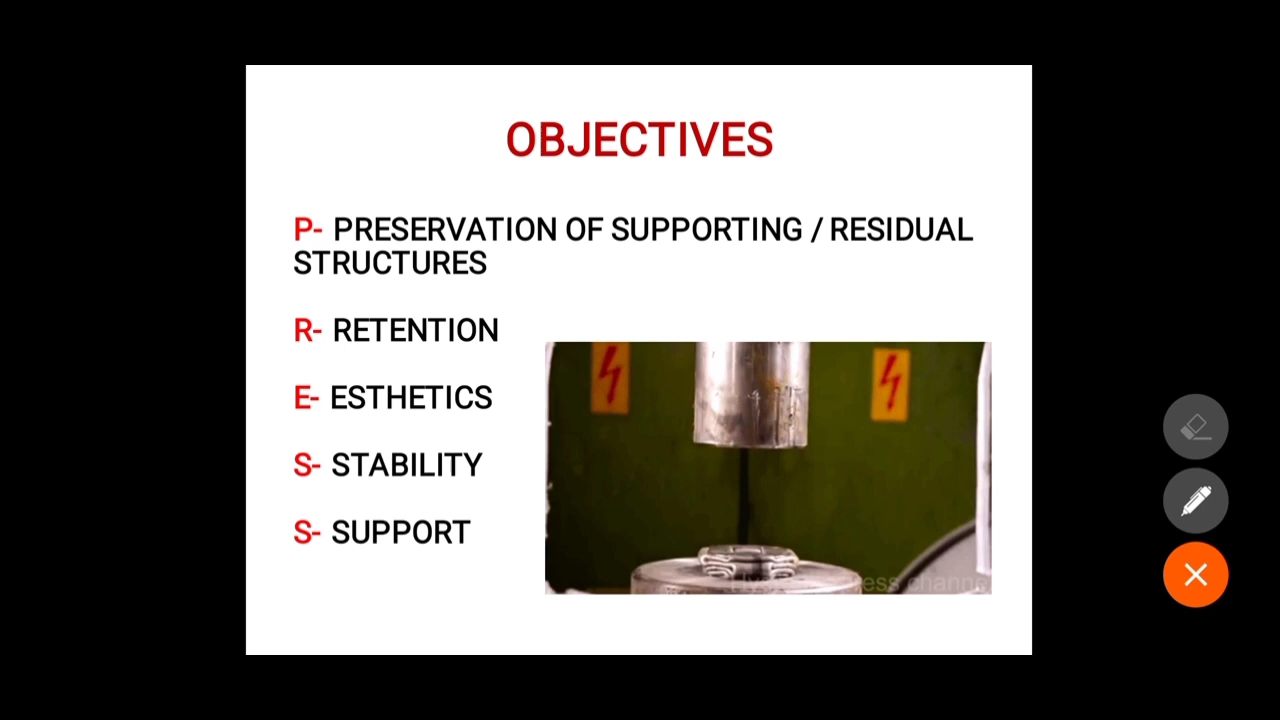 OBJECTIVES
P- PRESERVATION OF SUPPORTING / RESIDUAL
STRUCTURES
R- RETENTION
E- ESTHETICS
S- STABILITY
S- SUPPORT